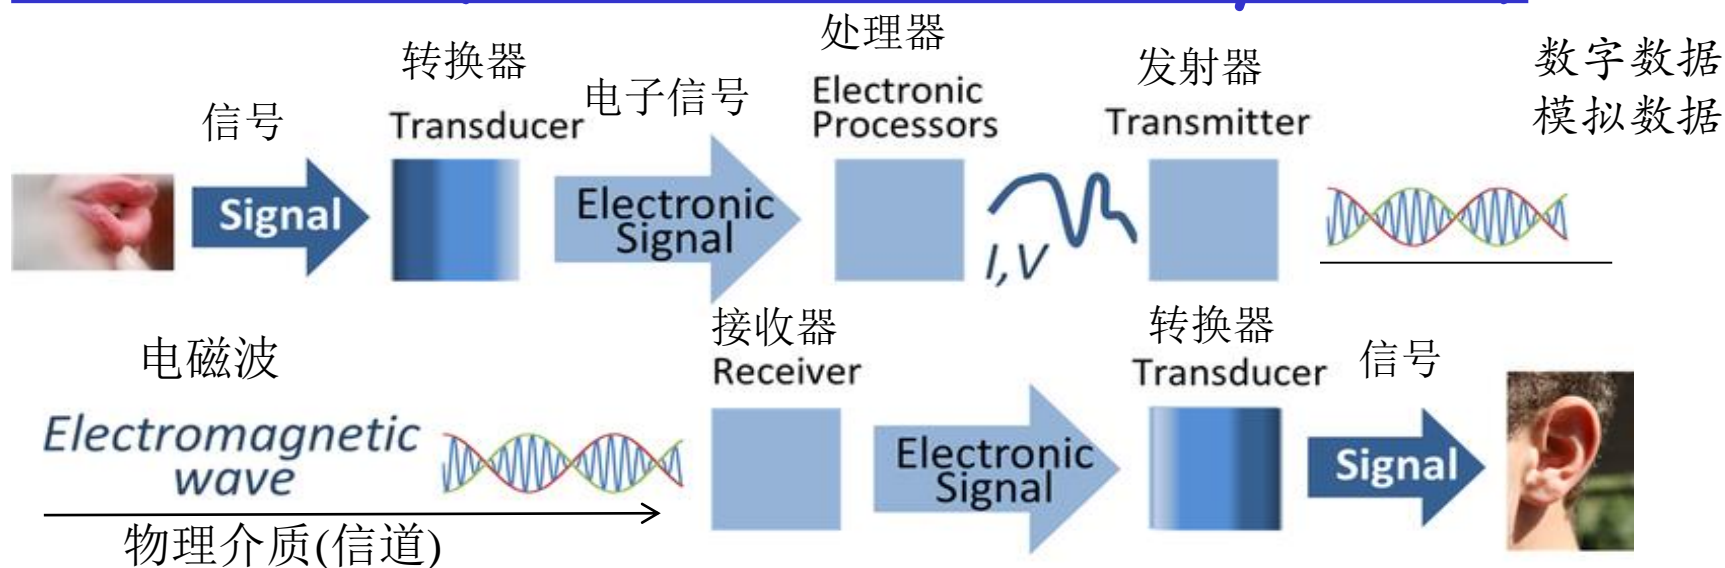 信号
转换器
Transducer
电子信号
Signal
Electronic
Signal
处理器
Electronic
Processors
I,V
发射器
Transmitter
数字数据
模拟数据
电磁波
Electromagnetic
wave
物理介质(信道)
接收器
Receiver
Electronic
Signal
转换器
Transducer
信号
Signal